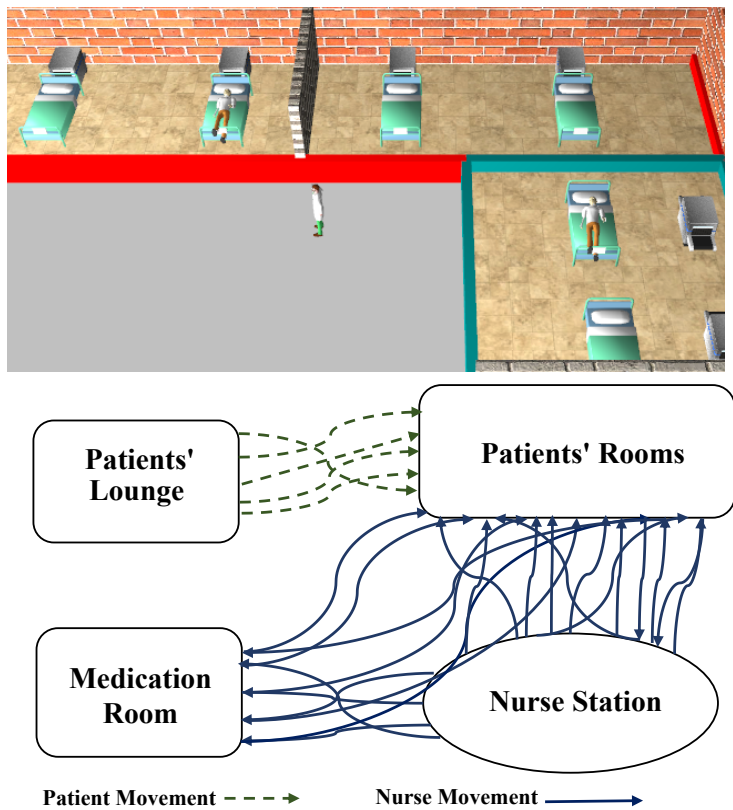 Patients'
Lounge
Patients' Rooms
Medication
Room
Nurse Station
Patient Movement
Nurse Movement